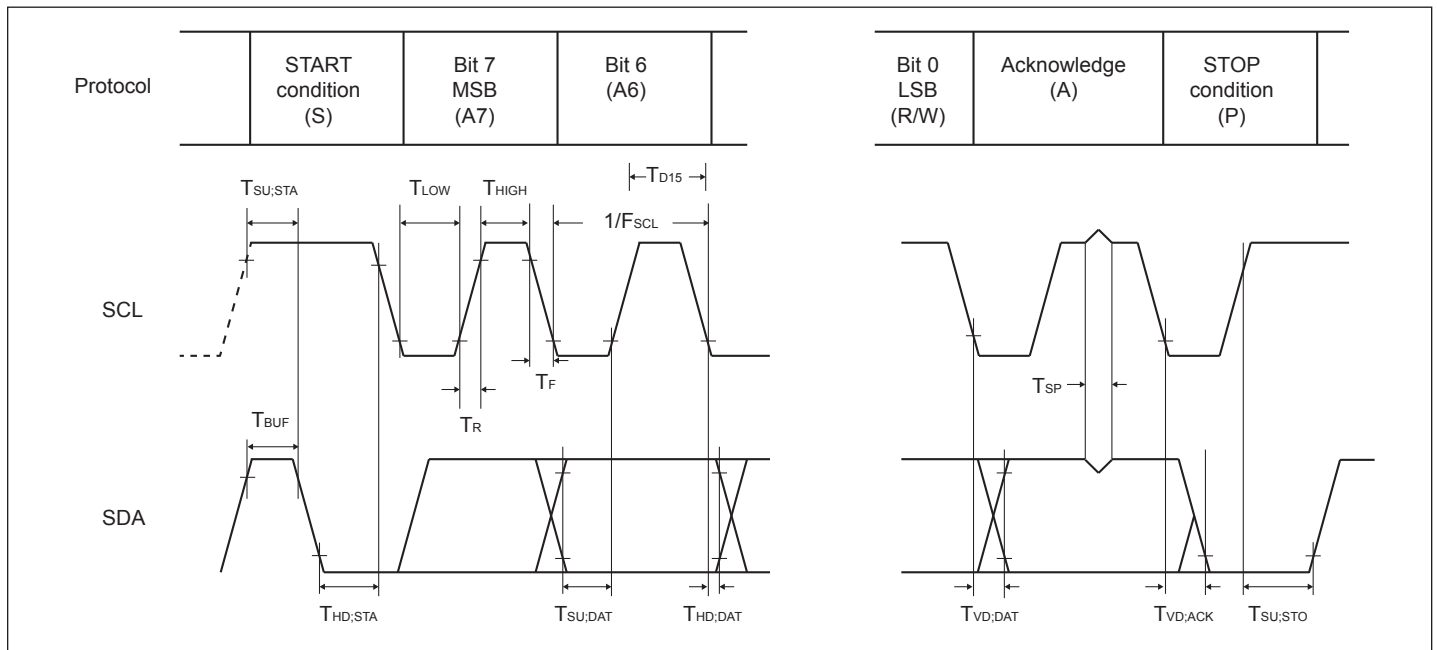 Protocol
START
condition
(S)
Bit 7
MSB
(A7)
Bit 6
(A6)
Bit 0
LSB
(R/W)
Acknowledge
(A)
STOP
condition
(P)
TSU;STA
TLOW
THIGH
TD15
1/FSCL
SCL
TF
TR
TSP
TBUF
SDA
THD;STA
TSU;DAT
THD;DAT
TVD;DAT
TVD;ACK
TSU;STO